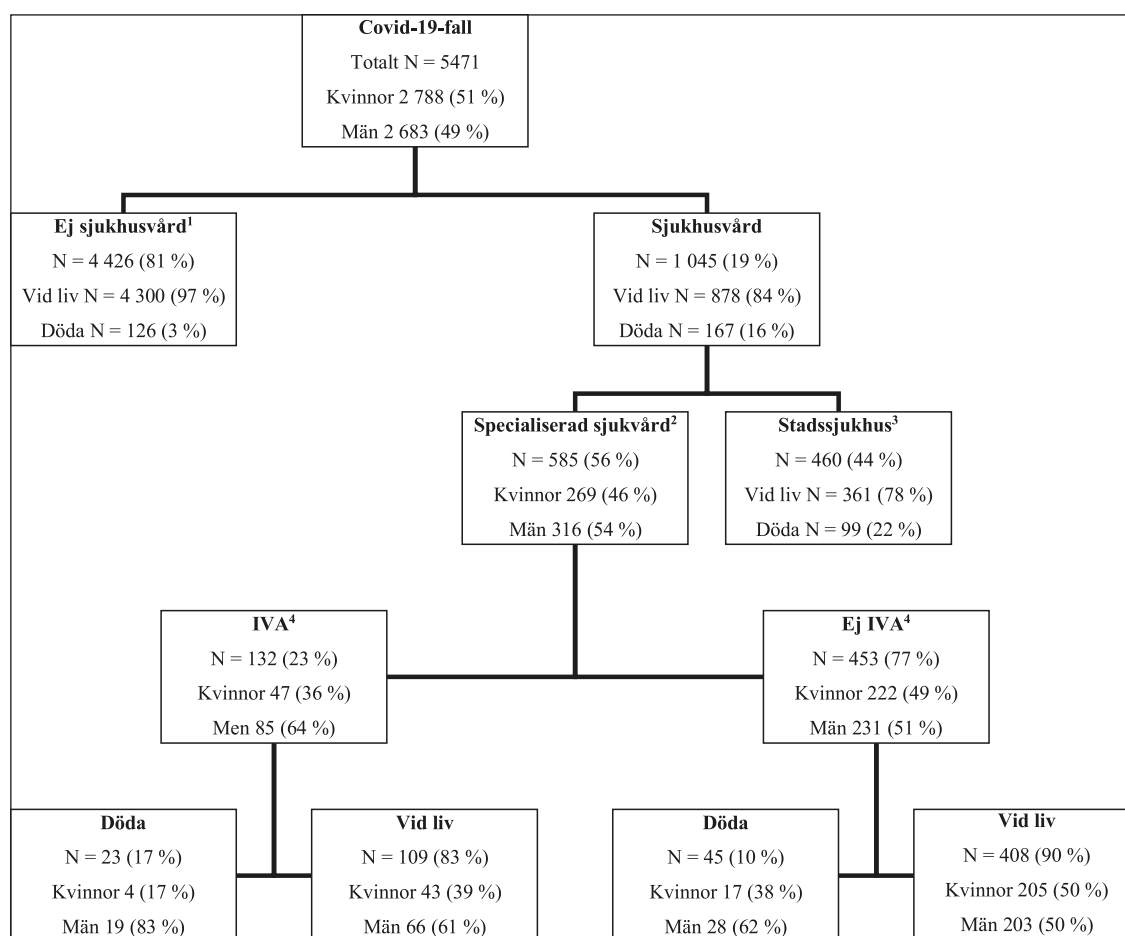 Covid-19-fall
Totalt N = 5471
Kvinnor 2 788 (51 %)
Män 2 683 (49 %)
Ej sjukhusvård¹
N = 4 426 (81 %)
Vid liv N = 4 300 (97 %)
Döda N = 126 (3 %)
Sjukhusvård
N = 1 045 (19 %)
Vid liv N = 878 (84 %)
Döda N = 167 (16 %)
Specialiserad sjukvård²
N = 585 (56 %)
Kvinnor 269 (46 %)
Män 316 (54 %)
Stadssjukhus³
N = 460 (44 %)
Vid liv N = 361 (78 %)
Döda N = 99 (22 %)
IVA⁴
N = 132 (23 %)
Kvinnor 47 (36 %)
Men 85 (64 %)
Ej IVA⁴
N = 453 (77 %)
Kvinnor 222 (49 %)
Män 231 (51 %)
Döda
N = 23 (17 %)
Kvinnor 4 (17 %)
Män 19 (83 %)
Vid liv
N = 109 (83 %)
Kvinnor 43 (39 %)
Män 66 (61 %)
Döda
N = 45 (10 %)
Kvinnor 17 (38 %)
Män 28 (62 %)
Vid liv
N = 408 (90 %)
Kvinnor 205 (50 %)
Män 203 (50 %)